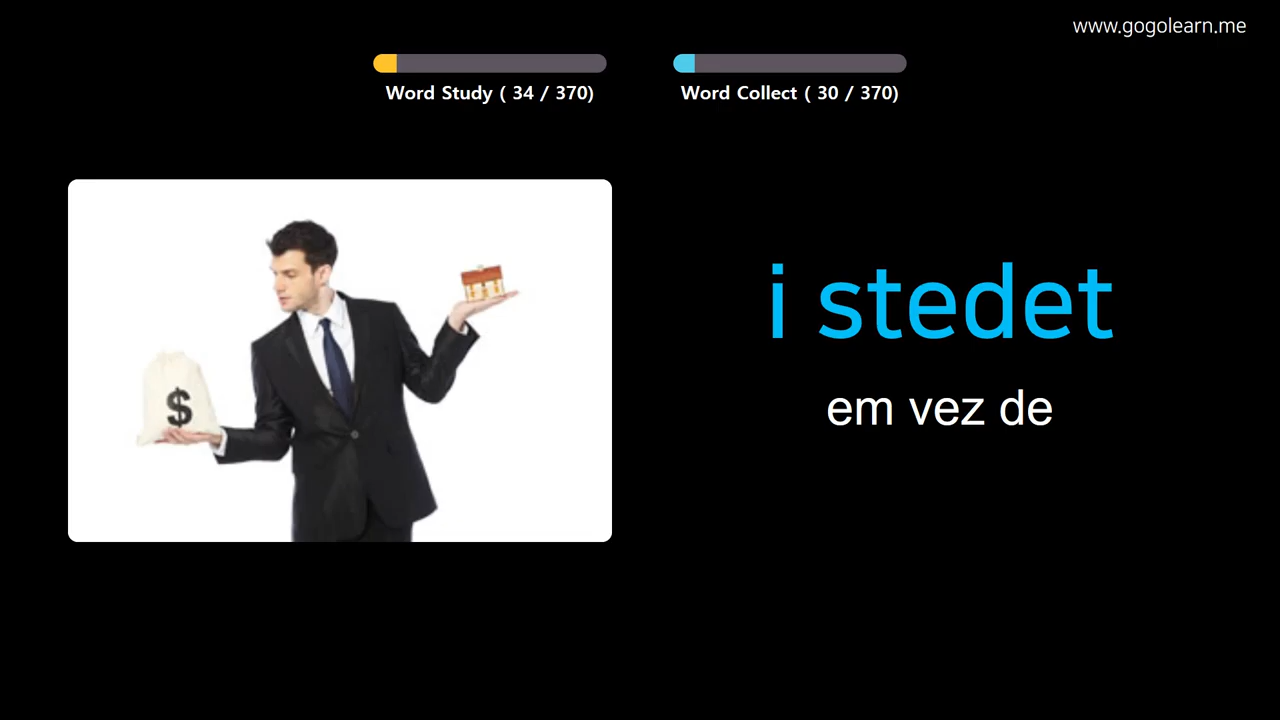 www.gogolearn.me
Word Study ( 34 / 370)
Word Collect ( 30 / 370)
$
i stedet
em vez de